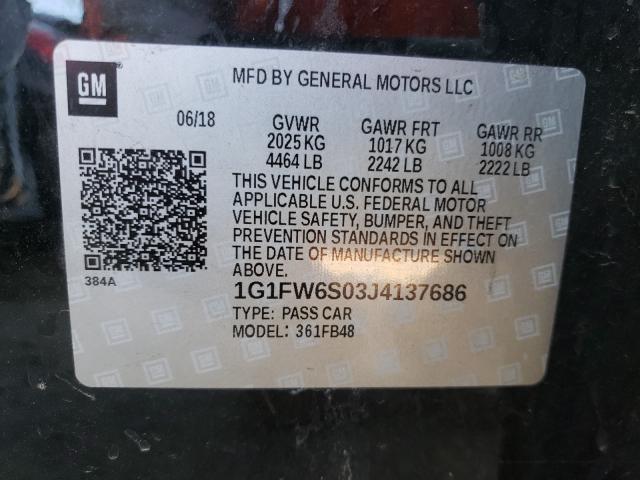 GM
MFD BY GENERAL MOTORS LLC
06/18 GVWR GAWR FRT GAWR RR
2025 KG 1017 KG 1008 KG
4464 LB 2242 LB 2222 LB
THIS VEHICLE CONFORMS TO ALL
APPLICABLE U.S. FEDERAL MOTOR
VEHICLE SAFETY, BUMPER, AND THEFT
PREVENTION STANDARDS IN EFFECT ON
THE DATE OF MANUFACTURE SHOWN
ABOVE.
384A
1G1FW6S03J4137686
TYPE: PASS CAR
MODEL: 361FB48